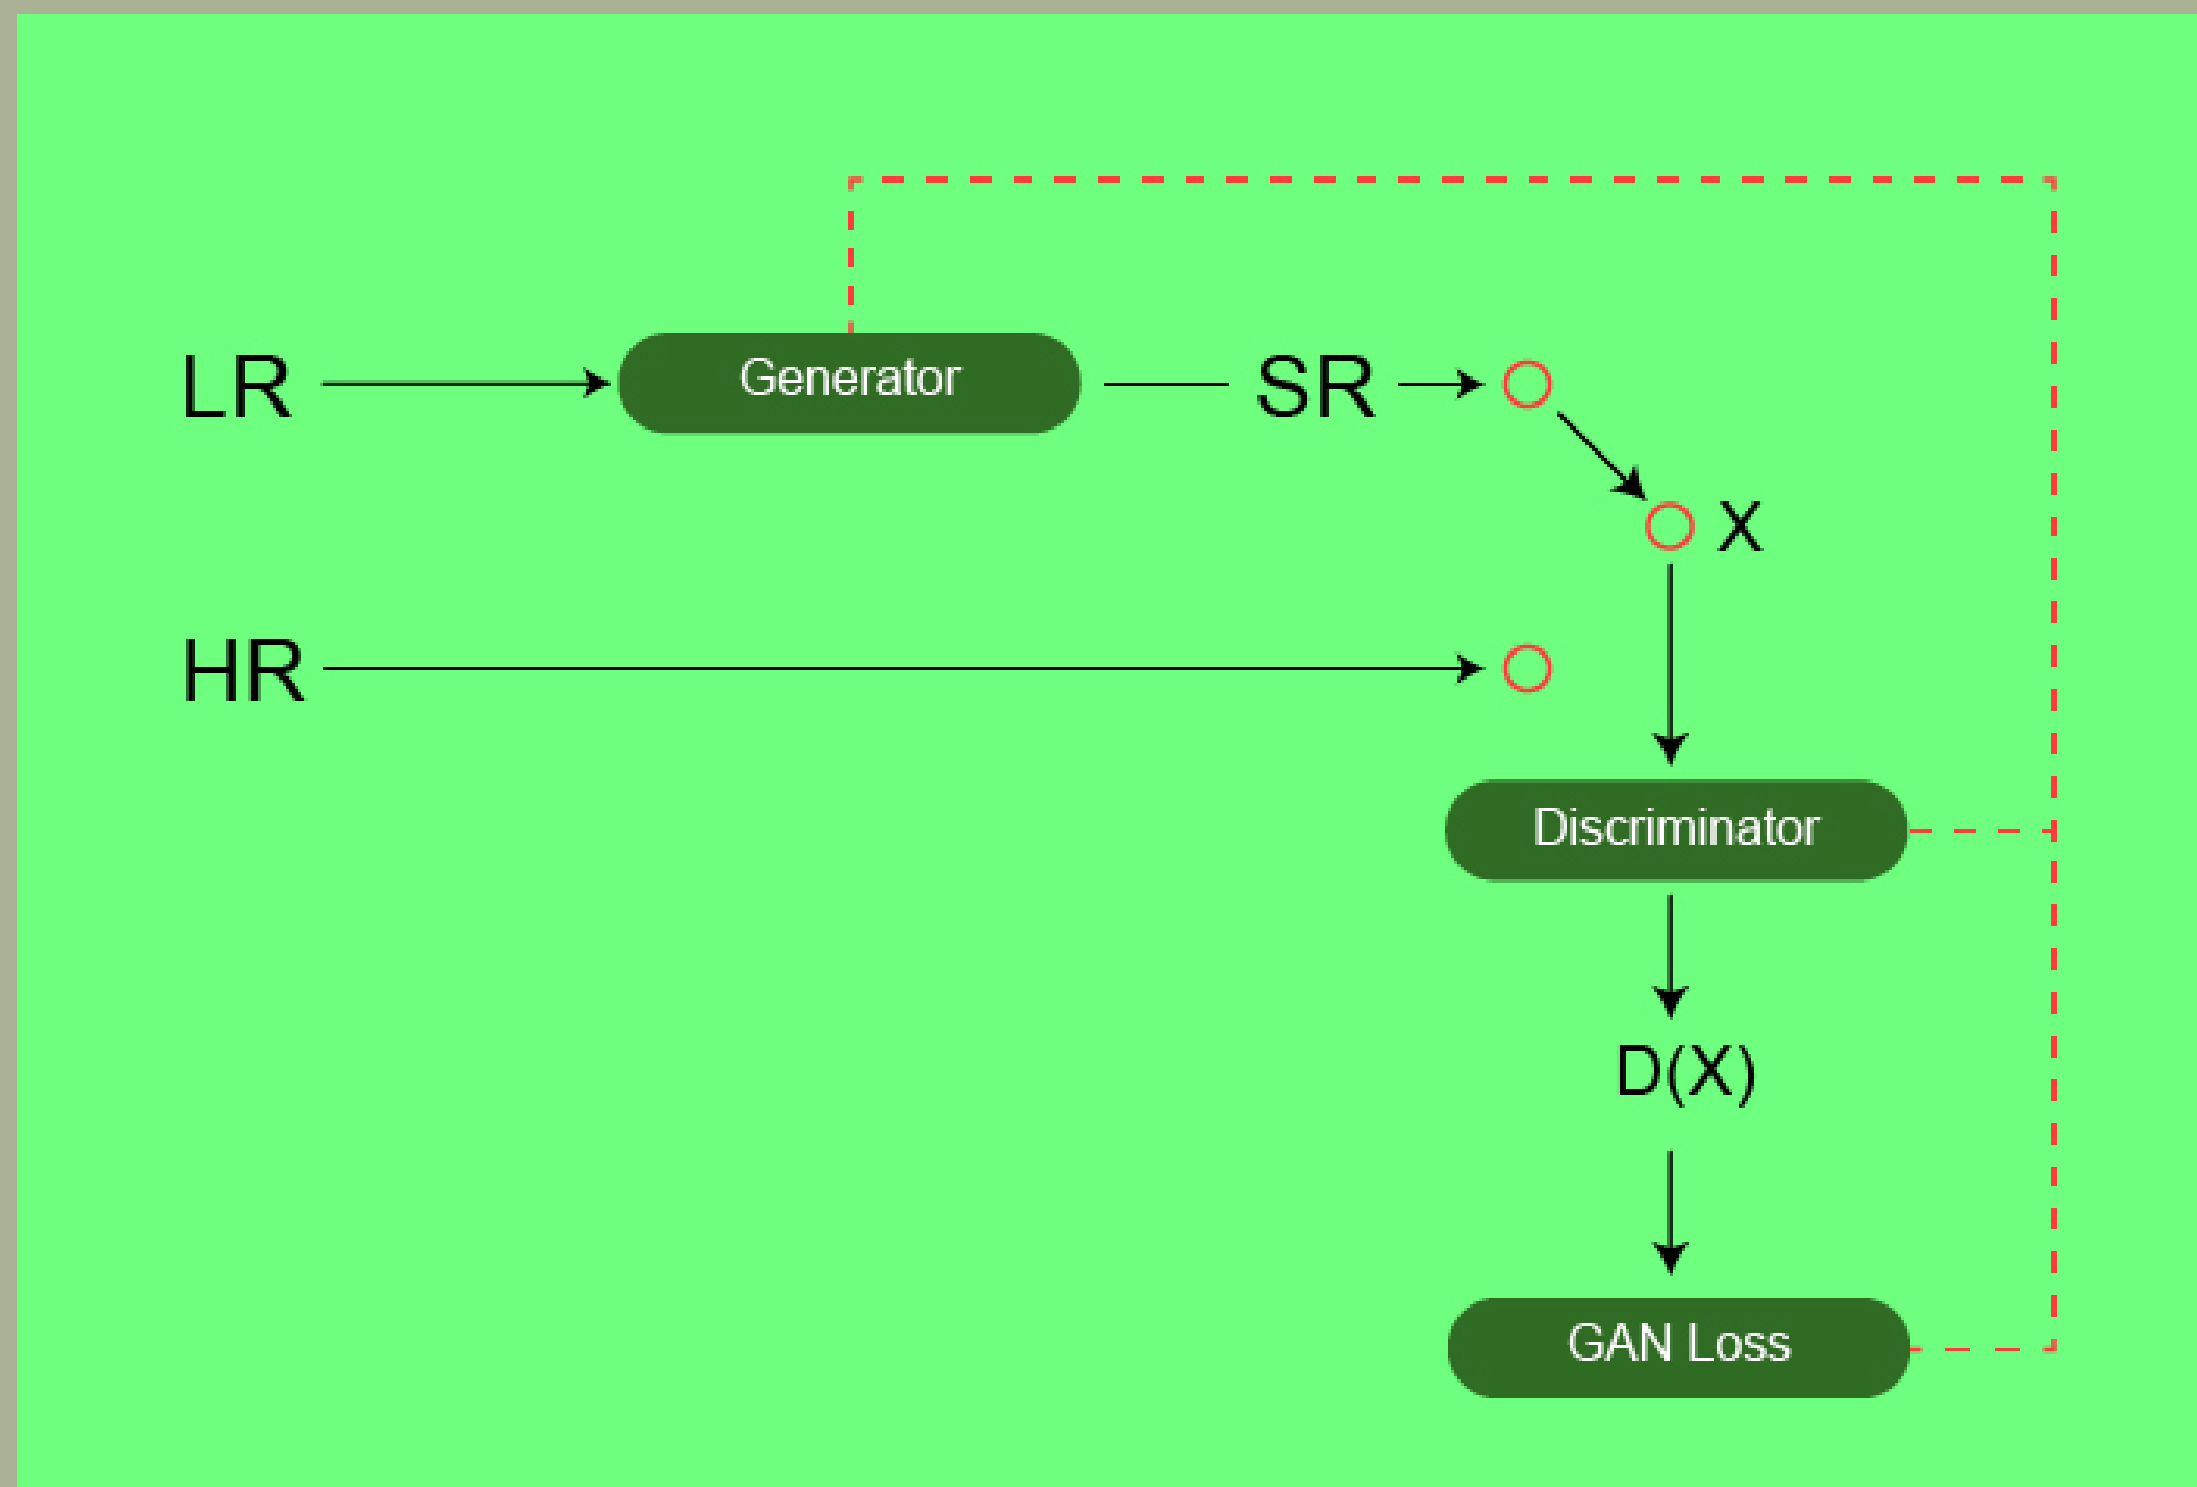 LR
Generator
SR
X
HR
Discriminator
D(X)
GAN Loss